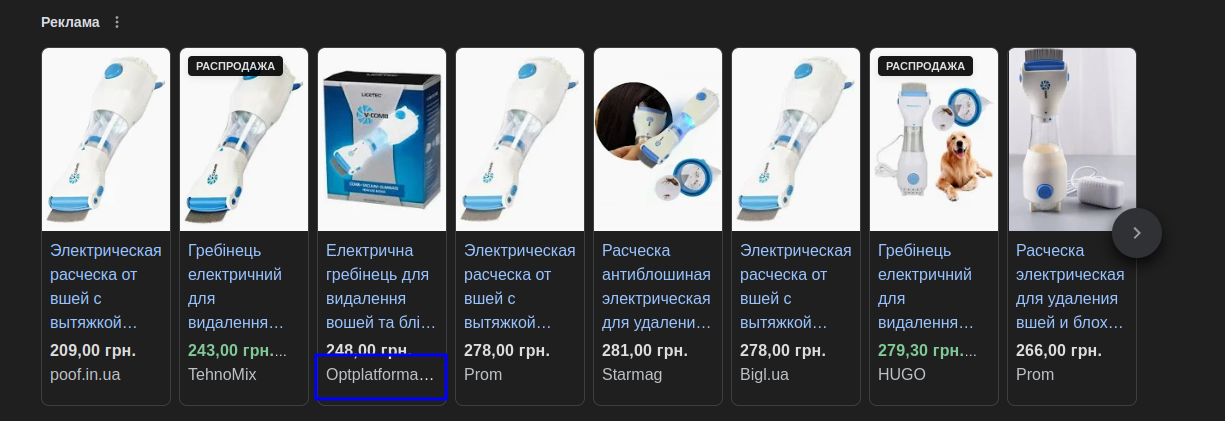 Реклама
РАСПРОДАЖА
РАСПРОДАЖА
LICETEC
V-COMB
Электрическая
расческа от
вшей с
вытяжкой…
209,00 грн.
poof.in.ua
Гребінець
електричний
для
видалення…
243,00 грн.…
TehnoMix
Електрична
гребінець для
видалення
вошей та блі…
248,00 грн.
Optplatforma…
Электрическая
расческа от
вшей с
вытяжкой…
278,00 грн.
Prom
Расческа
антиблошиная
электрическая
для удалени…
281,00 грн.
Starmag
Электрическая
расческа от
вшей с
вытяжкой…
278,00 грн.
Bigl.ua
Гребінець
електричний
для
видалення…
279,30 грн.…
HUGO
Расческа
электрическая
для удаления
вшей и блох…
266,00 грн.
Prom